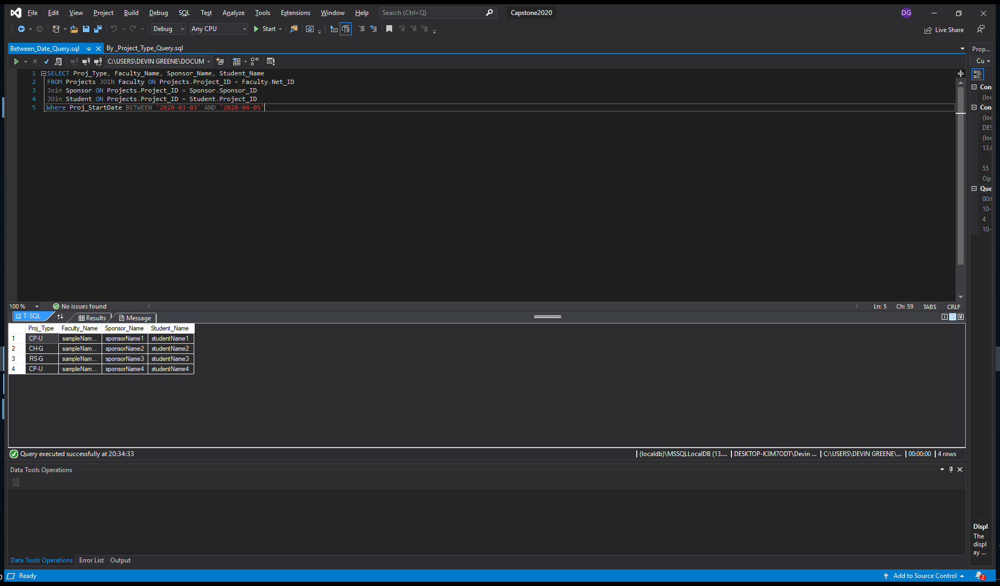 File Edit View Project Build Debug SQL Test Analyze Tools Extensions Window Help Search (Ctrl+Q) Capstone2020 DG
Debug Any CPU Start Live Share
Between_Date_Query.sql By _Project_Type_Query.sql Prop...
C:\USERS\DEVIN GREENE\DOCUM Cu
1 SELECT Proj_Type, Faculty_Name, Sponsor_Name, Student_Name
2 FROM Projects JOIN Faculty ON Projects.Project_ID = Faculty.Net_ID
3 Join Sponsor ON Projects.Project_ID = Sponsor.Sponsor_ID
4 JOin Student ON Projects.Project_ID = Student.Project_ID
5 Where Proj_StartDate BETWEEN '2020-03-03' AND '2020-04-05'
Con
(loc
Con
(loc
DES
(loc
13.0
55
Op
Que
00:0
10-
4
10-
100 % No issues found Ln: 5 Ch: 59 TABS CRLF
T-SQL Results Message
Proj_Type Faculty_Name Sponsor_Name Student_Name
1 CP-U sampleNam... sponsorName1 studentName1
2 CH-G sampleNam... sponsorName2 studentName2
3 RS-G sampleNam... sponsorName3 studentName3
4 CP-U sampleNam... sponsorName4 studentName4
Query executed successfully at 20:34:33 (localdb)\MSSQLLocalDB (13.... DESKTOP-K3M7ODT\Devin ... C:\USERS\DEVIN GREENE\... 00:00:00 4 rows
Data Tools Operations
Displ
The
displ
ay ...
Data Tools Operations Error List Output
Ready Add to Source Control 2